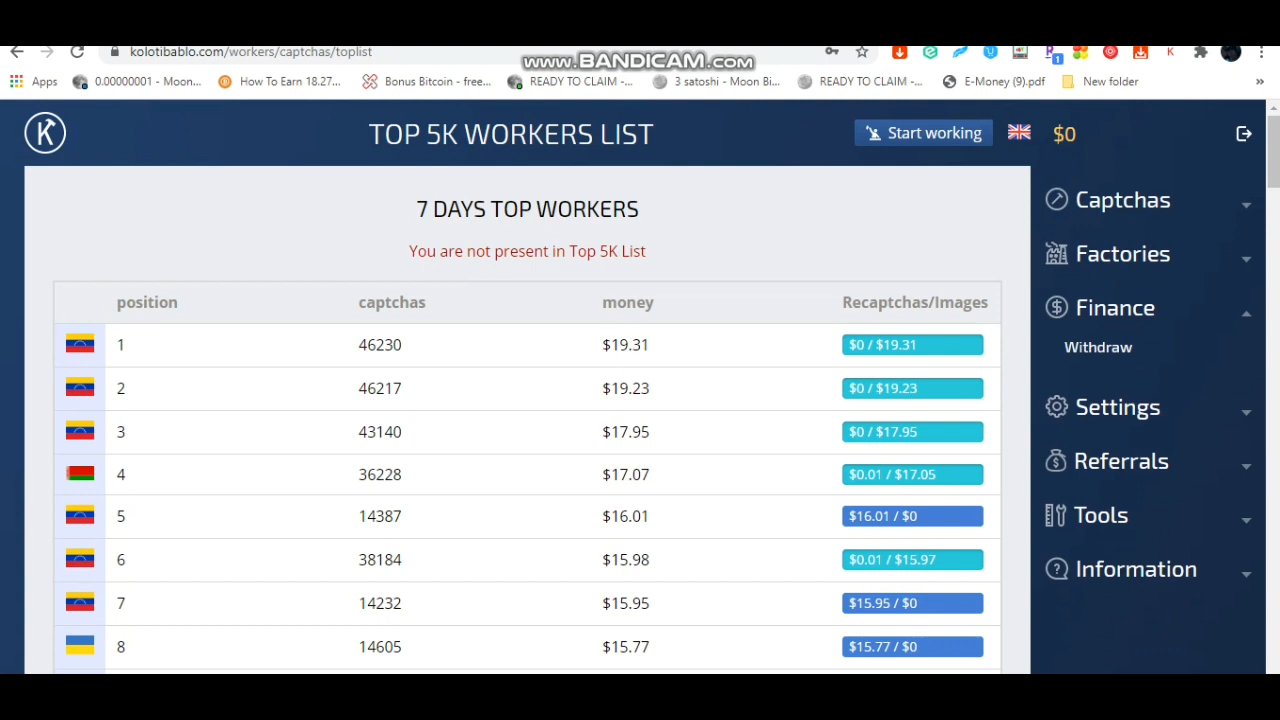 kolotibablo.com/workers/captchas/toplist
www.BANDICAM.com
Apps
0.00000001 - Moon...
How To Earn 18.27...
Bonus Bitcoin - free...
READY TO CLAIM -...
3 satoshi - Moon Bi...
READY TO CLAIM -...
E-Money (9).pdf
New folder
»
K
TOP 5K WORKERS LIST
Start working
$0
7 DAYS TOP WORKERS
You are not present in Top 5K List
position captchas money Recaptchas/Images
1 46230 $19.31 $0 / $19.31
2 46217 $19.23 $0 / $19.23
3 43140 $17.95 $0 / $17.95
4 36228 $17.07 $0.01 / $17.05
5 14387 $16.01 $16.01 / $0
6 38184 $15.98 $0.01 / $15.97
7 14232 $15.95 $15.95 / $0
8 14605 $15.77 $15.77 / $0
Captchas
Factories
Finance
Withdraw
Settings
Referrals
Tools
Information